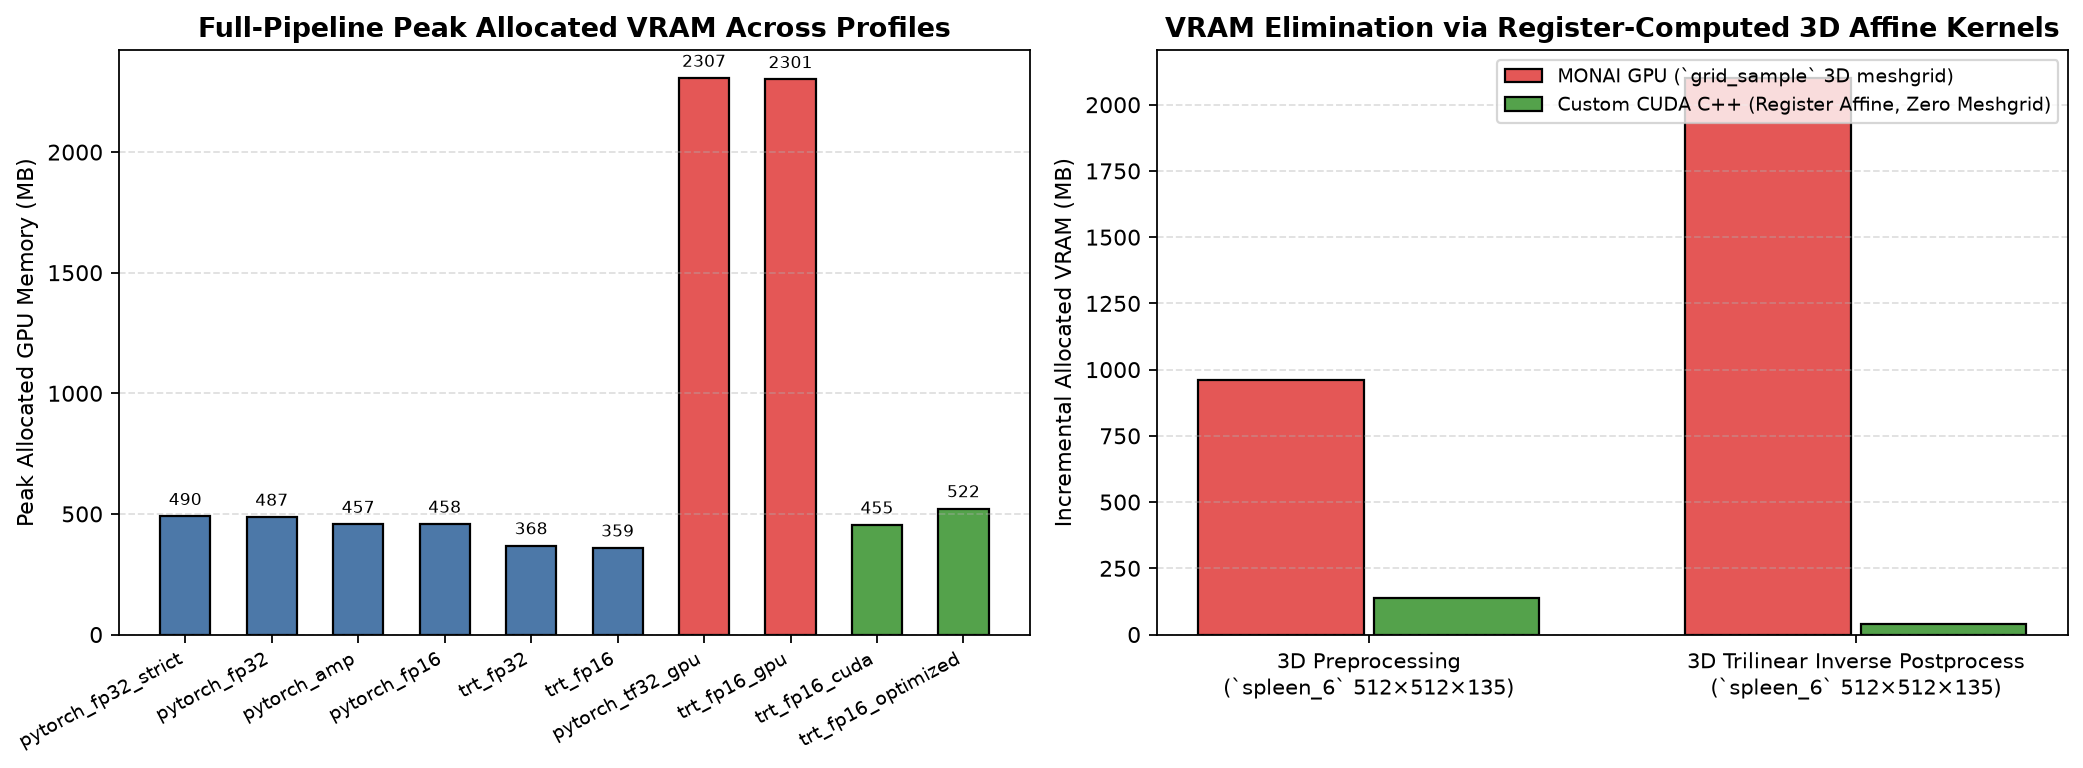 Full-Pipeline Peak Allocated VRAM Across Profiles
Peak Allocated GPU Memory (MB)
2000
1500
1000
500
0
490
487
457
458
368
359
2307
2301
455
522
pytorch_fp32_strict
pytorch_fp32
pytorch_amp
pytorch_fp16
trt_fp32
trt_fp16
pytorch_tf32_gpu
trt_fp16_gpu
trt_fp16_cuda
trt_fp16_optimized
VRAM Elimination via Register-Computed 3D Affine Kernels
MONAI GPU (`grid_sample` 3D meshgrid)
Custom CUDA C++ (Register Affine, Zero Meshgrid)
Incremental Allocated VRAM (MB)
2000
1750
1500
1250
1000
750
500
250
0
3D Preprocessing
(`spleen_6` 512×512×135)
3D Trilinear Inverse Postprocess
(`spleen_6` 512×512×135)